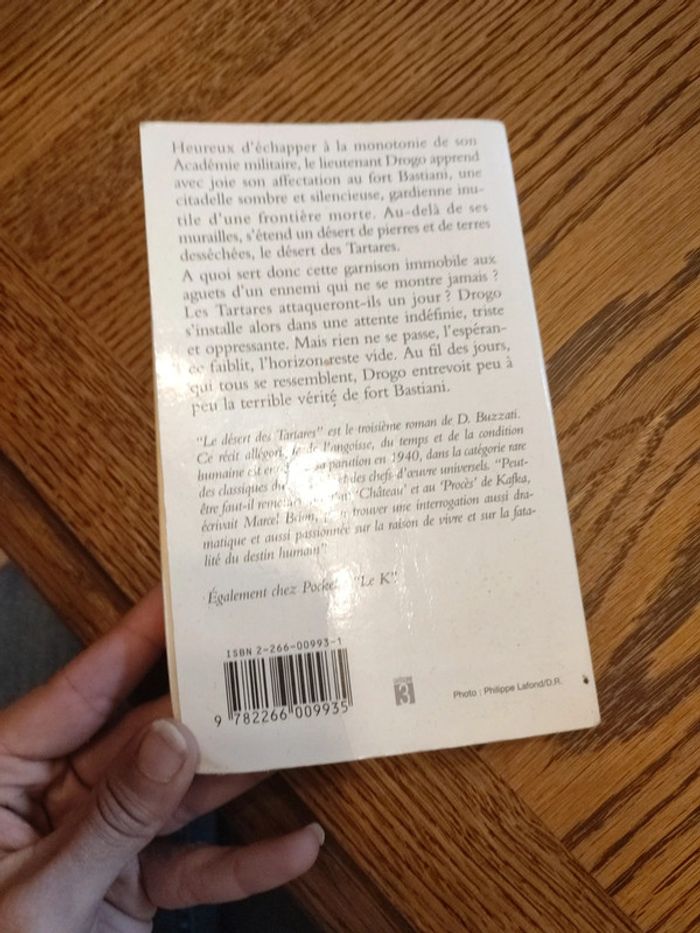 Heureux d'échapper à la monotonie de son
Académie militaire, le lieutenant Drogo apprend
avec joie son affectation au fort Bastiani, une
citadelle sombre et silencieuse, gardienne inu-
tile d'une frontière morte. Au-delà de ses
murailles, s'étend un désert de pierres et de terres
desséchées, le désert des Tartares.
A quoi sert donc cette garnison immobile aux
aguets d'un ennemi qui ne se montre jamais ?
Les Tartares attaqueront-ils un jour ? Drogo
s'installe alors dans une attente indéfinie, triste
et oppressante. Mais rien ne se passe, l'espéran-
ce faiblit, l'horizon reste vide. Au fil des jours,
qui tous se ressemblent, Drogo entrevoit peu à
peu la terrible vérité de fort Bastiani.
"Le désert des Tartares" est le troisième roman de D. Buzzati.
Ce récit de l'angoisse, du temps et de la condition
humaine est parution en 1940, dans la catégorie rare
des classiques des chefs d'œuvre universels. "Peut-
être faut-il 'Château' et au 'Procès' de Kafka,
écrivait Marcel Brion, trouver une interrogation aussi dra-
matique et aussi passionnée sur la raison de vivre et sur la fata-
lité du destin humain"
Également chez Pocket "Le K"
ISBN 2-266-00993-1
9 782266 009935
3
Photo : Philippe Lafond/D.R.